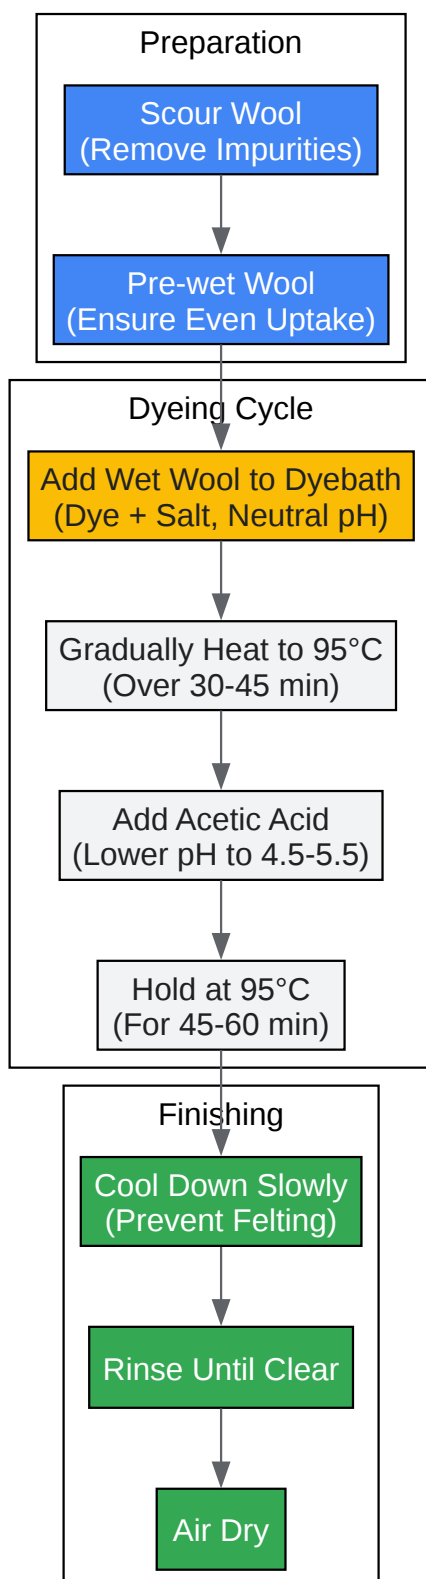 Preparation
Scour Wool
(Remove Impurities)
Pre-wet Wool
(Ensure Even Uptake)
Dyeing Cycle
Add Wet Wool to Dyebath
(Dye + Salt, Neutral pH)
Gradually Heat to 95°C
(Over 30-45 min)
Add Acetic Acid
(Lower pH to 4.5-5.5)
Hold at 95°C
(For 45-60 min)
Finishing
Cool Down Slowly
(Prevent Felting)
Rinse Until Clear
Air Dry